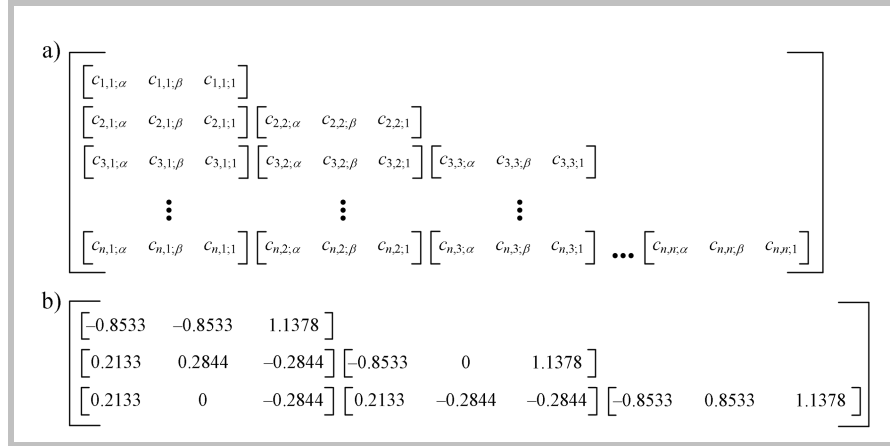 a)
[c1,1;α c1,1;β c1,1;1]
[c2,1;α c2,1;β c2,1;1] [c2,2;α c2,2;β c2,2;1]
[c3,1;α c3,1;β c3,1;1] [c3,2;α c3,2;β c3,2;1] [c3,3;α c3,3;β c3,3;1]
⋮ ⋮ ⋮
[cn,1;α cn,1;β cn,1;1] [cn,2;α cn,2;β cn,2;1] [cn,3;α cn,3;β cn,3;1] ... [cn,n;α cn,n;β cn,n;1]
b)
[–0.8533 –0.8533 1.1378]
[0.2133 0.2844 –0.2844] [–0.8533 0 1.1378]
[0.2133 0 –0.2844] [0.2133 –0.2844 –0.2844] [–0.8533 0.8533 1.1378]